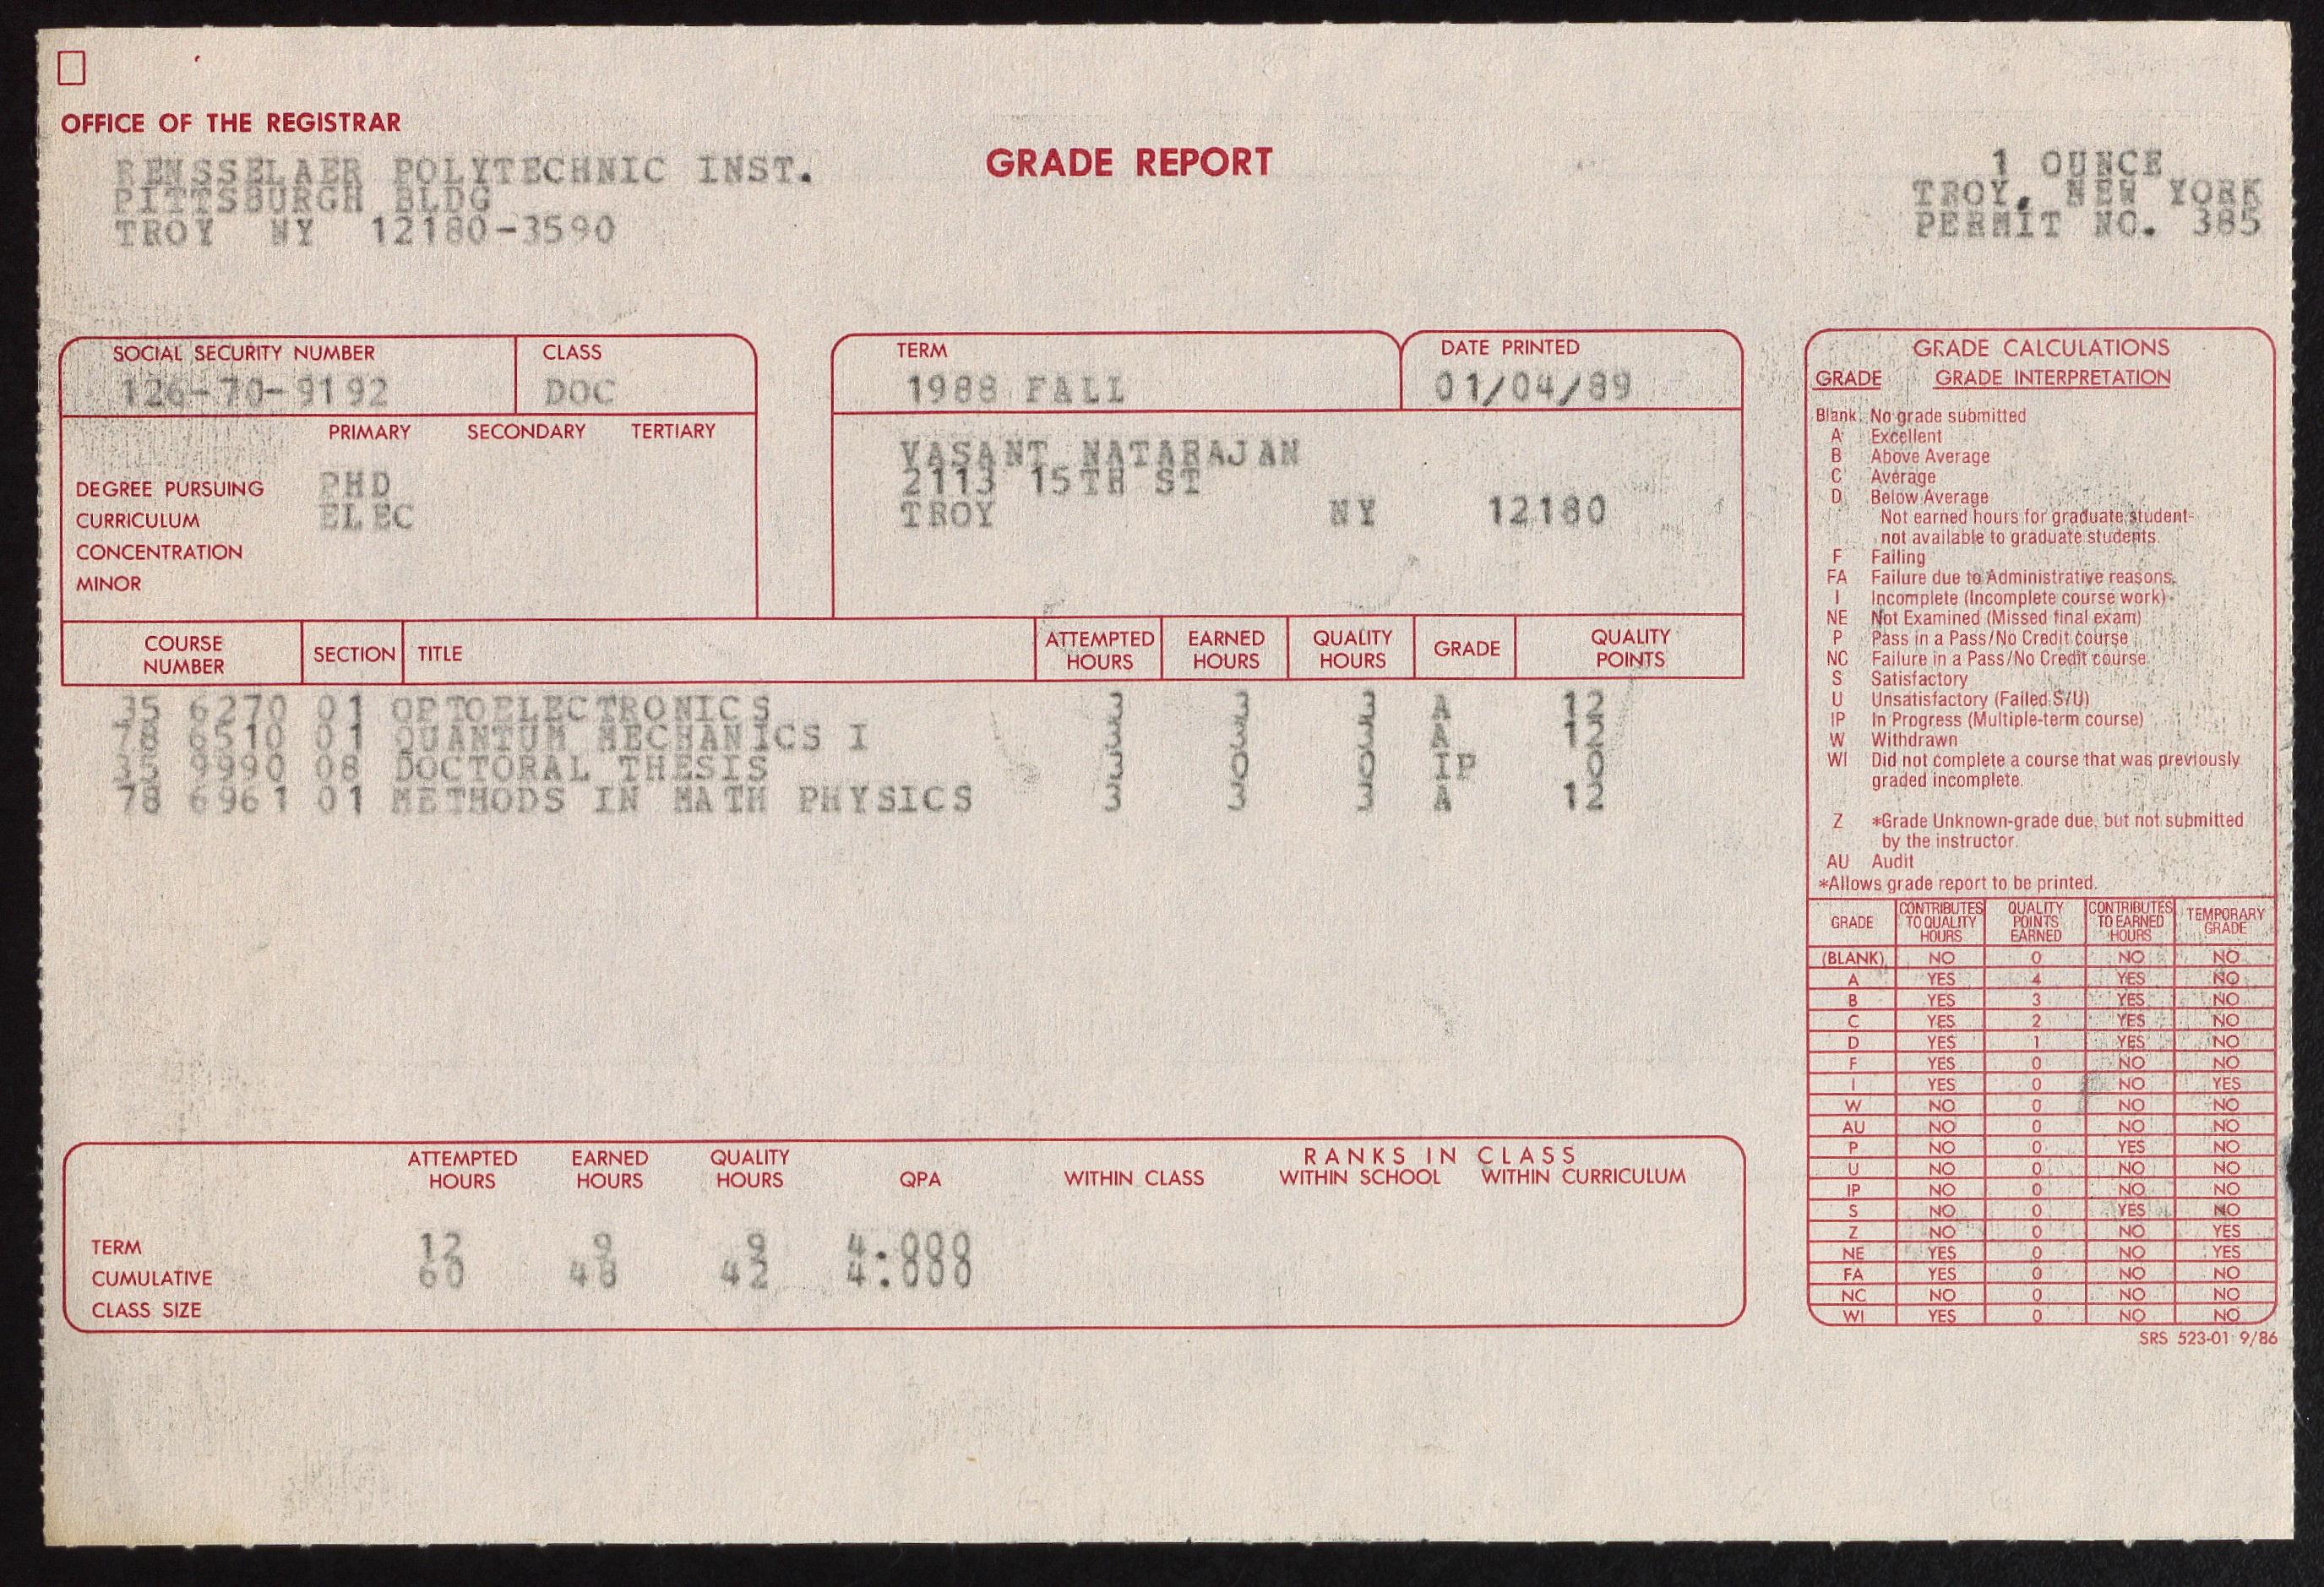 OFFICE OF THE REGISTRAR
RENSSELAER POLYTECHNIC INST.
PITTSBURGH BLDG
TROY NY 12180-3590
GRADE REPORT
1 OUNCE
TROY, NEW YORK
PERMIT NO. 385
SOCIAL SECURITY NUMBER CLASS
126-70-9192 DOC
PRIMARY SECONDARY TERTIARY
DEGREE PURSUING PHD
CURRICULUM ELEC
CONCENTRATION
MINOR
TERM DATE PRINTED
1988 FALL 01/04/89
VASANT NATARAJAN
2113 15TH ST
TROY NY 12180
COURSE NUMBER SECTION TITLE ATTEMPTED HOURS EARNED HOURS QUALITY HOURS GRADE QUALITY POINTS
35 6270 01 OPTOELECTRONICS 3 3 3 A 12
78 6510 01 QUANTUM MECHANICS I 3 3 3 A 12
35 9990 08 DOCTORAL THESIS 3 0 0 IP 0
78 6961 01 METHODS IN MATH PHYSICS 3 3 3 A 12
ATTEMPTED HOURS EARNED HOURS QUALITY HOURS QPA WITHIN CLASS RANKS IN CLASS WITHIN SCHOOL WITHIN CURRICULUM
TERM 12 9 9 4.000
CUMULATIVE 60 48 42 4.000
CLASS SIZE
GRADE CALCULATIONS
GRADE GRADE INTERPRETATION
Blank No grade submitted
A Excellent
B Above Average
C Average
D Below Average
Not earned hours for graduate student-
not available to graduate students.
F Failing
FA Failure due to Administrative reasons.
I Incomplete (Incomplete course work)
NE Not Examined (Missed final exam)
P Pass in a Pass/No Credit course
NC Failure in a Pass/No Credit course
S Satisfactory
U Unsatisfactory (Failed S/U)
IP In Progress (Multiple-term course)
W Withdrawn
WI Did not complete a course that was previously
graded incomplete.
Z *Grade Unknown-grade due, but not submitted
by the instructor.
AU Audit
*Allows grade report to be printed.
GRADE CONTRIBUTES TO QUALITY HOURS QUALITY POINTS EARNED CONTRIBUTES TO EARNED HOURS TEMPORARY GRADE
(BLANK) NO 0 NO NO
A YES 4 YES NO
B YES 3 YES NO
C YES 2 YES NO
D YES 1 YES NO
F YES 0 NO NO
I YES 0 NO YES
W NO 0 NO NO
AU NO 0 NO NO
P NO 0 YES NO
U NO 0 NO NO
IP NO 0 NO NO
S NO 0 YES NO
Z NO 0 NO YES
NE YES 0 NO YES
FA YES 0 NO NO
NC NO 0 NO NO
WI YES 0 NO NO
SRS 523-01 9/86